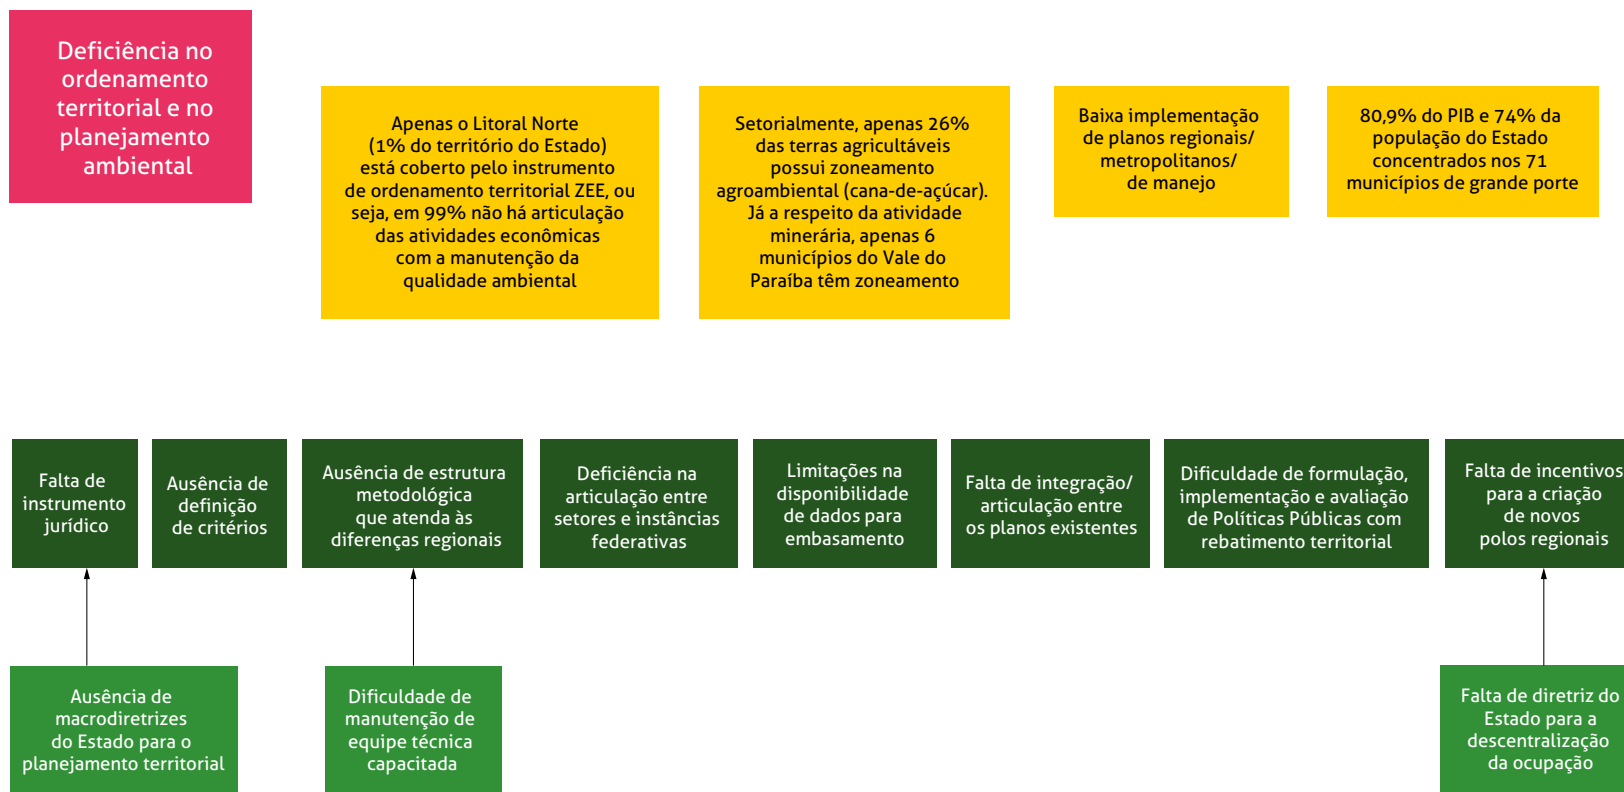 Deficiência no
ordenamento
territorial e no
planejamento
ambiental
Apenas o Litoral Norte
(1% do território do Estado)
está coberto pelo instrumento
de ordenamento territorial ZEE, ou
seja, em 99% não há articulação
das atividades econômicas
com a manutenção da
qualidade ambiental
Setorialmente, apenas 26%
das terras agricultáveis
possui zoneamento
agroambiental (cana-de-açúcar).
Já a respeito da atividade
minerária, apenas 6
municípios do Vale do
Paraíba têm zoneamento
Baixa implementação
de planos regionais/
metropolitanos/
de manejo
80,9% do PIB e 74% da
população do Estado
concentrados nos 71
municípios de grande porte
Falta de
instrumento
jurídico
Ausência de
definição
de critérios
Ausência de estrutura
metodológica
que atenda às
diferenças regionais
Deficiência na
articulação entre
setores e instâncias
federativas
Limitações na
disponibilidade
de dados para
embasamento
Falta de integração/
articulação entre
os planos existentes
Dificuldade de formulação,
implementação e avaliação
de Políticas Públicas com
rebatimento territorial
Falta de incentivos
para a criação
de novos
polos regionais
Ausência de
macrodiretrizes
do Estado para o
planejamento territorial
Dificuldade de
manutenção de
equipe técnica
capacitada
Falta de diretriz do
Estado para a
descentralização
da ocupação